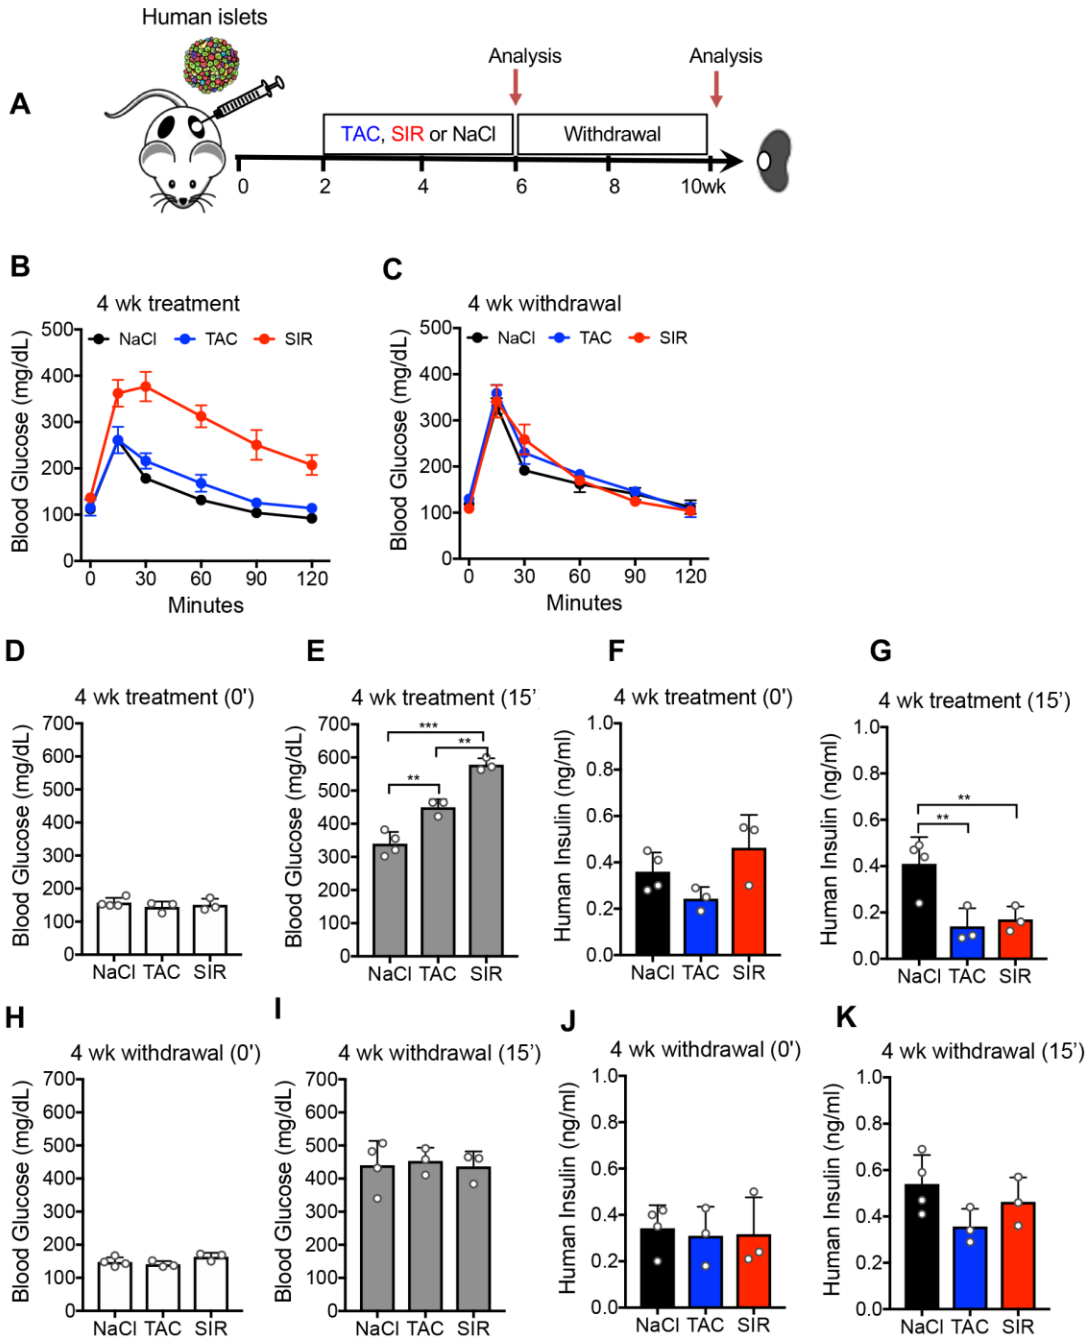 Human islets
A
Analysis
Analysis
TAC, SIR or NaCl
Withdrawal
0
2
4
6
8
10wk
B
4 wk treatment
NaCl
TAC
SIR
Blood Glucose (mg/dL)
500
400
300
200
100
0
0 30 60 90 120
Minutes
C
4 wk withdrawal
NaCl
TAC
SIR
Blood Glucose (mg/dL)
500
400
300
200
100
0
0 30 60 90 120
Minutes
D
4 wk treatment (0')
Blood Glucose (mg/dL)
700
600
500
400
300
200
100
0
NaCl TAC SIR
E
4 wk treatment (15'
Blood Glucose (mg/dL)
700
600
500
400
300
200
100
0
***
**
**
NaCl TAC SIR
F
4 wk treatment (0')
Human Insulin (ng/ml)
1.0
0.8
0.6
0.4
0.2
0.0
NaCl TAC SIR
G
4 wk treatment (15')
Human Insulin (ng/ml)
1.0
0.8
0.6
0.4
0.2
0.0
**
**
NaCl TAC SIR
H
4 wk withdrawal (0')
Blood Glucose (mg/dL)
700
600
500
400
300
200
100
0
NaCl TAC SIR
I
4 wk withdrawal (15')
Blood Glucose (mg/dL)
700
600
500
400
300
200
100
0
NaCl TAC SIR
J
4 wk withdrawal (0')
Human Insulin (ng/ml)
1.0
0.8
0.6
0.4
0.2
0.0
NaCl TAC SIR
K
4 wk withdrawal (15')
Human Insulin (ng/ml)
1.0
0.8
0.6
0.4
0.2
0.0
NaCl TAC SIR